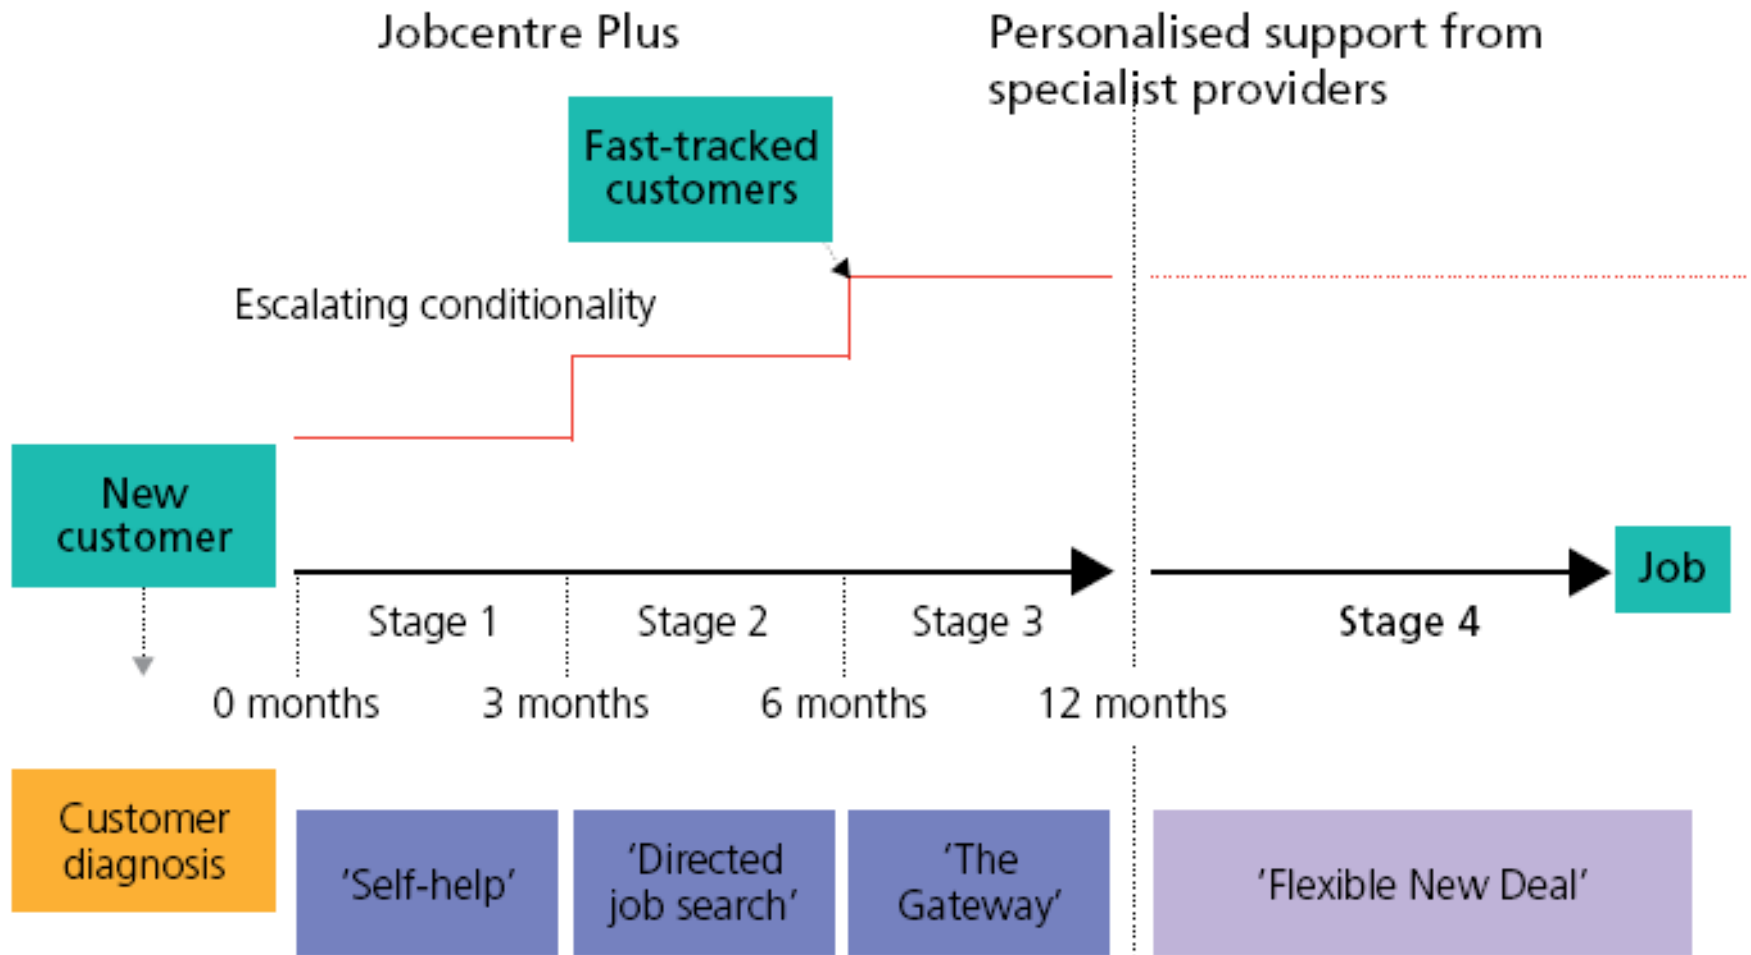 Jobcentre Plus
Personalised support from
specialist providers
Fast-tracked
customers
Escalating conditionality
New
customer
Job
Stage 1
Stage 2
Stage 3
Stage 4
0 months
3 months
6 months
12 months
Customer
diagnosis
'Self-help'
'Directed
job search'
'The
Gateway'
'Flexible New Deal'